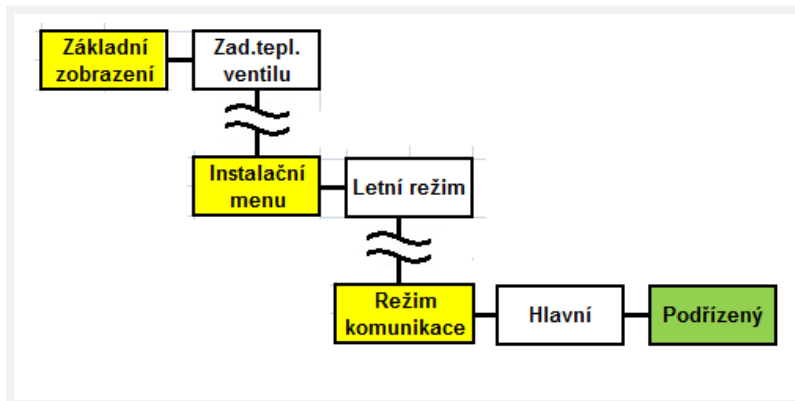 Základní
zobrazení
Zad.tepl.
ventilu
Instalační
menu
Letní režim
Režim
komunikace
Hlavní
Podřízený